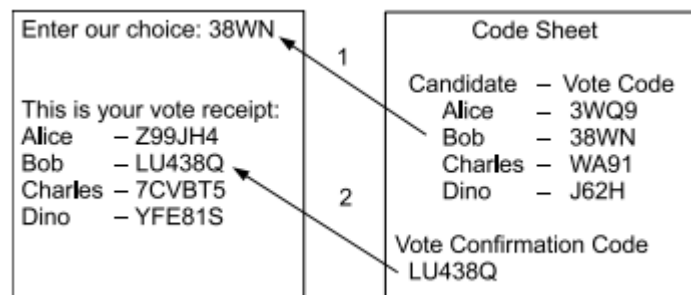 Enter our choice: 38WN
This is your vote receipt:
Alice – Z99JH4
Bob – LU438Q
Charles – 7CVBT5
Dino – YFE81S
1
2
Code Sheet
Candidate – Vote Code
Alice – 3WQ9
Bob – 38WN
Charles – WA91
Dino – J62H
Vote Confirmation Code
LU438Q